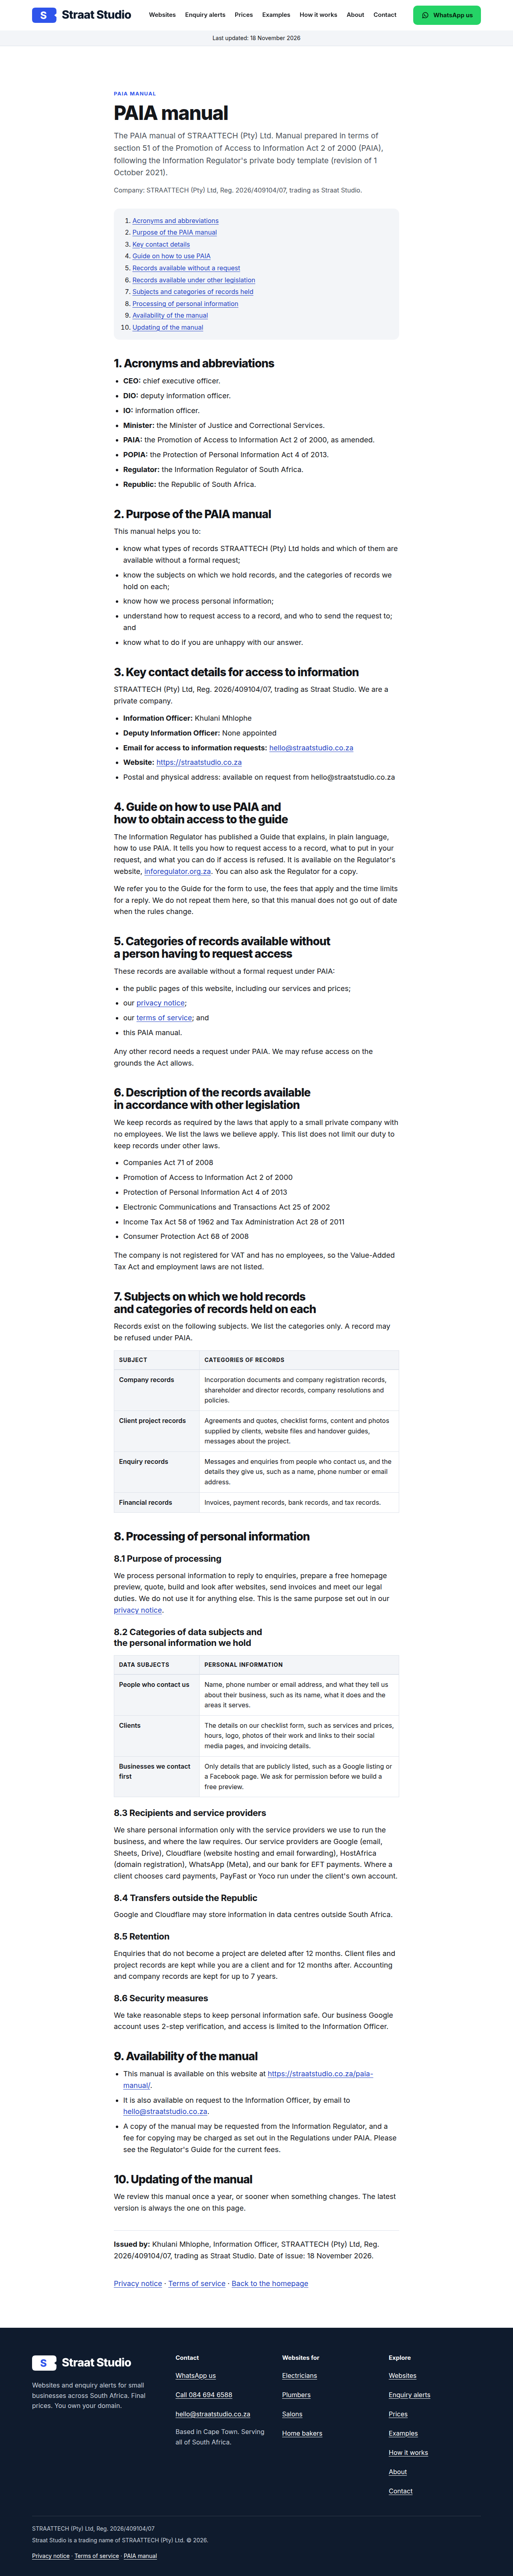 S Straat Studio Websites Enquiry alerts Prices Examples How it works About Contact WhatsApp us
Last updated: 18 November 2026
PAIA MANUAL
PAIA manual
The PAIA manual of STRAATTECH (Pty) Ltd. Manual prepared in terms of
section 51 of the Promotion of Access to Information Act 2 of 2000 (PAIA),
following the Information Regulator's private body template (revision of 1
October 2021).
Company: STRAATTECH (Pty) Ltd, Reg. 2026/409104/07, trading as Straat Studio.
1. Acronyms and abbreviations
2. Purpose of the PAIA manual
3. Key contact details
4. Guide on how to use PAIA
5. Records available without a request
6. Records available under other legislation
7. Subjects and categories of records held
8. Processing of personal information
9. Availability of the manual
10. Updating of the manual
1. Acronyms and abbreviations
• CEO: chief executive officer.
• DIO: deputy information officer.
• IO: information officer.
• Minister: the Minister of Justice and Correctional Services.
• PAIA: the Promotion of Access to Information Act 2 of 2000, as amended.
• POPIA: the Protection of Personal Information Act 4 of 2013.
• Regulator: the Information Regulator of South Africa.
• Republic: the Republic of South Africa.
2. Purpose of the PAIA manual
This manual helps you to:
• know what types of records STRAATTECH (Pty) Ltd holds and which of them are
available without a formal request;
• know the subjects on which we hold records, and the categories of records we
hold on each;
• know how we process personal information;
• understand how to request access to a record, and who to send the request to;
and
• know what to do if you are unhappy with our answer.
3. Key contact details for access to information
STRAATTECH (Pty) Ltd, Reg. 2026/409104/07, trading as Straat Studio. We are a
private company.
• Information Officer: Khulani Mhlophe
• Deputy Information Officer: None appointed
• Email for access to information requests: hello@straatstudio.co.za
• Website: https://straatstudio.co.za
• Postal and physical address: available on request from hello@straatstudio.co.za
4. Guide on how to use PAIA and
how to obtain access to the guide
The Information Regulator has published a Guide that explains, in plain language,
how to use PAIA. It tells you how to request access to a record, what to put in your
request, and what you can do if access is refused. It is available on the Regulator's
website, inforegulator.org.za. You can also ask the Regulator for a copy.
We refer you to the Guide for the form to use, the fees that apply and the time limits
for a reply. We do not repeat them here, so that this manual does not go out of date
when the rules change.
5. Categories of records available without
a person having to request access
These records are available without a formal request under PAIA:
• the public pages of this website, including our services and prices;
• our privacy notice;
• our terms of service; and
• this PAIA manual.
Any other record needs a request under PAIA. We may refuse access on the
grounds the Act allows.
6. Description of the records available
in accordance with other legislation
We keep records as required by the laws that apply to a small private company with
no employees. We list the laws we believe apply. This list does not limit our duty to
keep records under other laws.
• Companies Act 71 of 2008
• Promotion of Access to Information Act 2 of 2000
• Protection of Personal Information Act 4 of 2013
• Electronic Communications and Transactions Act 25 of 2002
• Income Tax Act 58 of 1962 and Tax Administration Act 28 of 2011
• Consumer Protection Act 68 of 2008
The company is not registered for VAT and has no employees, so the Value-Added
Tax Act and employment laws are not listed.
7. Subjects on which we hold records
and categories of records held on each
Records exist on the following subjects. We list the categories only. A record may
be refused under PAIA.
SUBJECT CATEGORIES OF RECORDS
Company records Incorporation documents and company registration records,
shareholder and director records, company resolutions and
policies.
Client project records Agreements and quotes, checklist forms, content and photos
supplied by clients, website files and handover guides,
messages about the project.
Enquiry records Messages and enquiries from people who contact us, and the
details they give us, such as a name, phone number or email
address.
Financial records Invoices, payment records, bank records, and tax records.
8. Processing of personal information
8.1 Purpose of processing
We process personal information to reply to enquiries, prepare a free homepage
preview, quote, build and look after websites, send invoices and meet our legal
duties. We do not use it for anything else. This is the same purpose set out in our
privacy notice.
8.2 Categories of data subjects and
the personal information we hold
DATA SUBJECTS PERSONAL INFORMATION
People who contact us Name, phone number or email address, and what they tell us
about their business, such as its name, what it does and the
areas it serves.
Clients The details on our checklist form, such as services and prices,
hours, logo, photos of their work and links to their social
media pages, and invoicing details.
Businesses we contact Only details that are publicly listed, such as a Google listing or
first a Facebook page. We ask for permission before we build a
free preview.
8.3 Recipients and service providers
We share personal information only with the service providers we use to run the
business, and where the law requires. Our service providers are Google (email,
Sheets, Drive), Cloudflare (website hosting and email forwarding), HostAfrica
(domain registration), WhatsApp (Meta), and our bank for EFT payments. Where a
client chooses card payments, PayFast or Yoco run under the client's own account.
8.4 Transfers outside the Republic
Google and Cloudflare may store information in data centres outside South Africa.
8.5 Retention
Enquiries that do not become a project are deleted after 12 months. Client files and
project records are kept while you are a client and for 12 months after. Accounting
and company records are kept for up to 7 years.
8.6 Security measures
We take reasonable steps to keep personal information safe. Our business Google
account uses 2-step verification, and access is limited to the Information Officer.
9. Availability of the manual
• This manual is available on this website at https://straatstudio.co.za/paia-
manual/.
• It is also available on request to the Information Officer, by email to
hello@straatstudio.co.za.
• A copy of the manual may be requested from the Information Regulator, and a
fee for copying may be charged as set out in the Regulations under PAIA. Please
see the Regulator's Guide for the current fees.
10. Updating of the manual
We review this manual once a year, or sooner when something changes. The latest
version is always the one on this page.
Issued by: Khulani Mhlophe, Information Officer, STRAATTECH (Pty) Ltd, Reg.
2026/409104/07, trading as Straat Studio. Date of issue: 18 November 2026.
Privacy notice · Terms of service · Back to the homepage
S Straat Studio
Websites and enquiry alerts for small
businesses across South Africa. Final
prices. You own your domain.
Contact
WhatsApp us
Call 084 694 6588
hello@straatstudio.co.za
Based in Cape Town. Serving
all of South Africa.
Websites for
Electricians
Plumbers
Salons
Home bakers
Explore
Websites
Enquiry alerts
Prices
Examples
How it works
About
Contact
STRAATTECH (Pty) Ltd, Reg. 2026/409104/07
Straat Studio is a trading name of STRAATTECH (Pty) Ltd. © 2026.
Privacy notice · Terms of service · PAIA manual